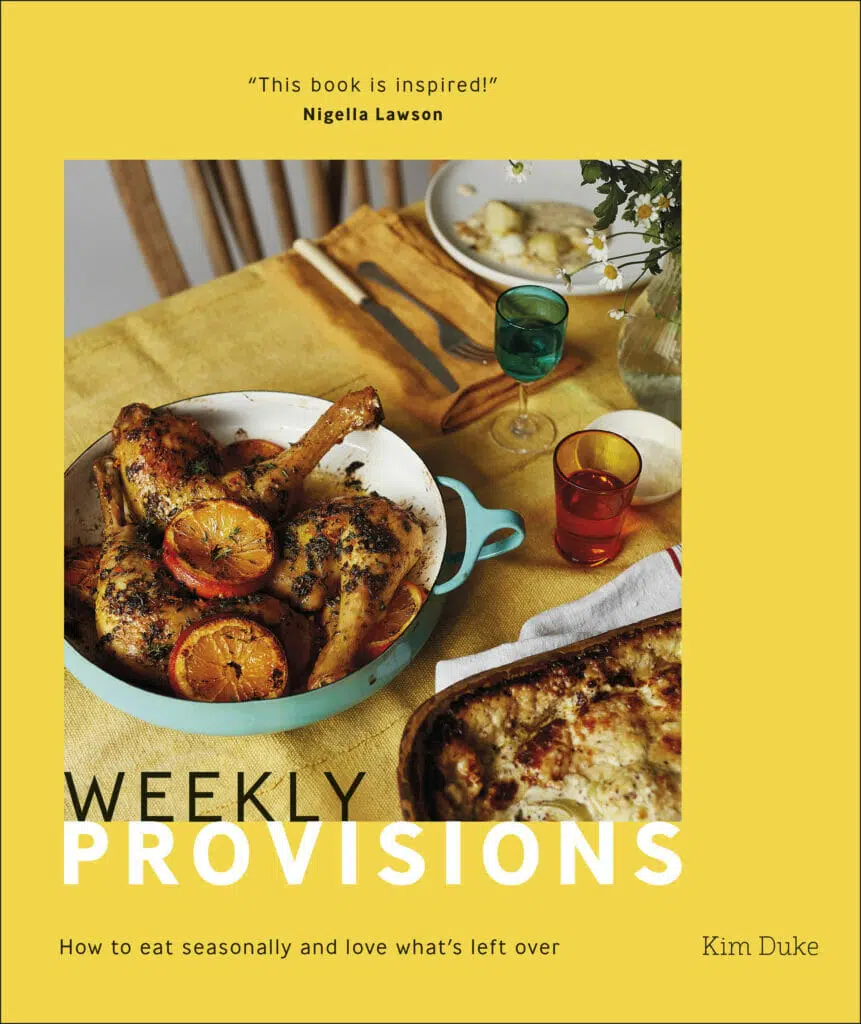 “This book is inspired!”
Nigella Lawson
WEEKLY
PROVISIONS
How to eat seasonally and love what’s left over
Kim Duke